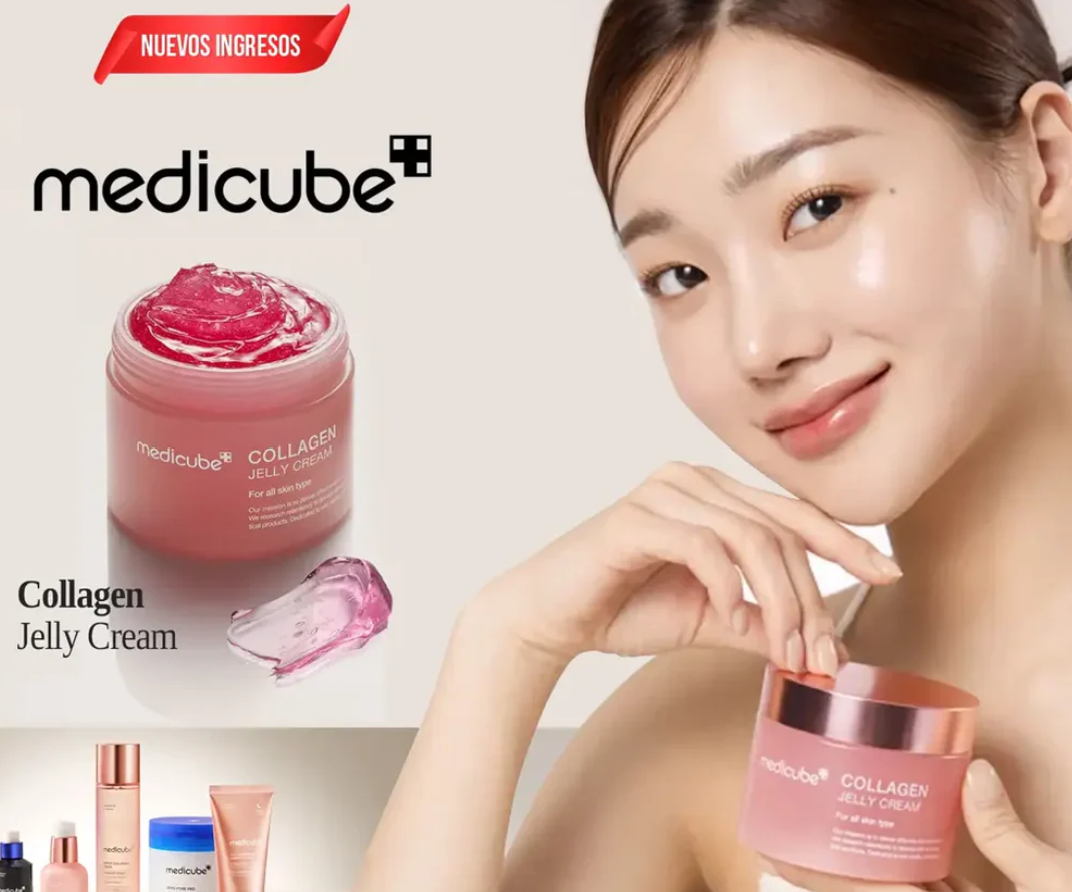 NUEVOS INGRESOS
medicube
medicube
COLLAGEN
JELLY CREAM
For all skin type
Collagen
Jelly Cream
medicube
COLLAGEN
JELLY CREAM
For all skin type
medicube
medicube
medicube